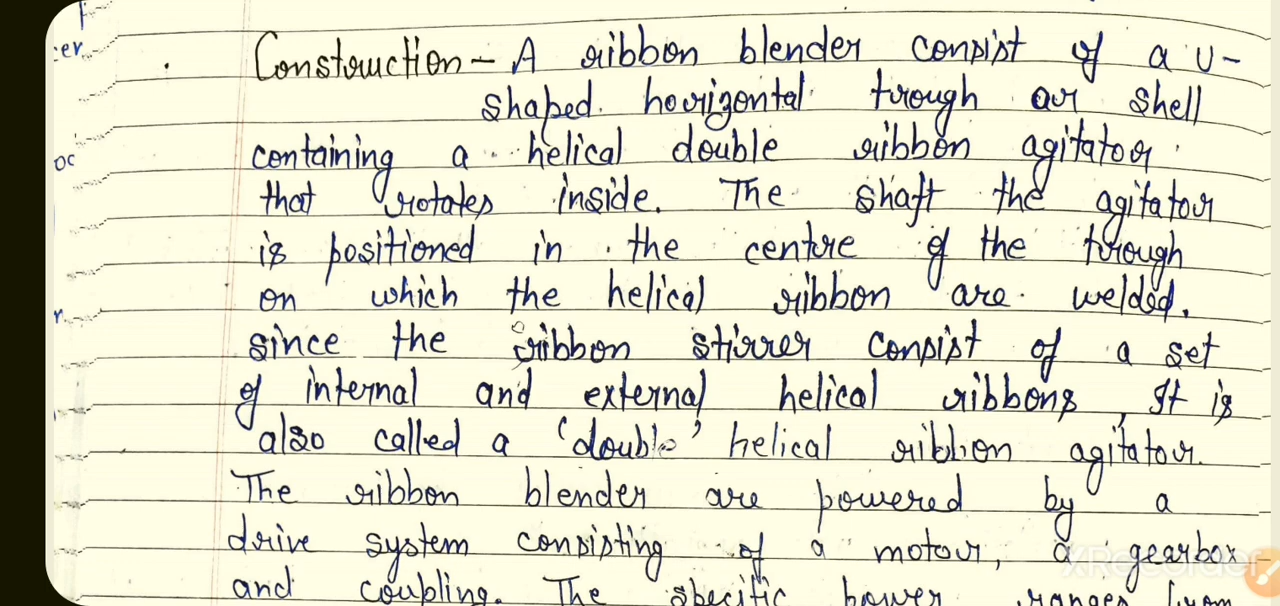 er
Construction - A ribbon blender consist of a U-
shaped horizontal trough or shell
containing a helical double ribbon agitator
oc
that rotates inside. The shaft the agitator
is positioned in the centre of the trough
on which the helical ribbon are welded.
r.
since the ribbon stirrer consist of a set
of internal and external helical ribbons, It is
also called a 'double' helical ribbon agitator.
The ribbon blender are powered by a
drive system consisting of a motor, a gearbox
and coupling. The specific power ranges from
XRecorder